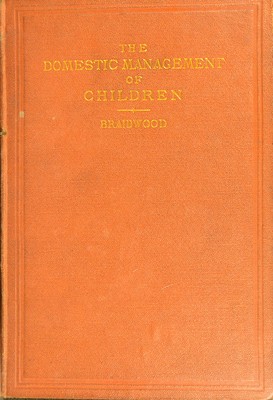 THE
DOMESTIC MANAGEMENT
OF
CHILDREN
BRAIDWOOD